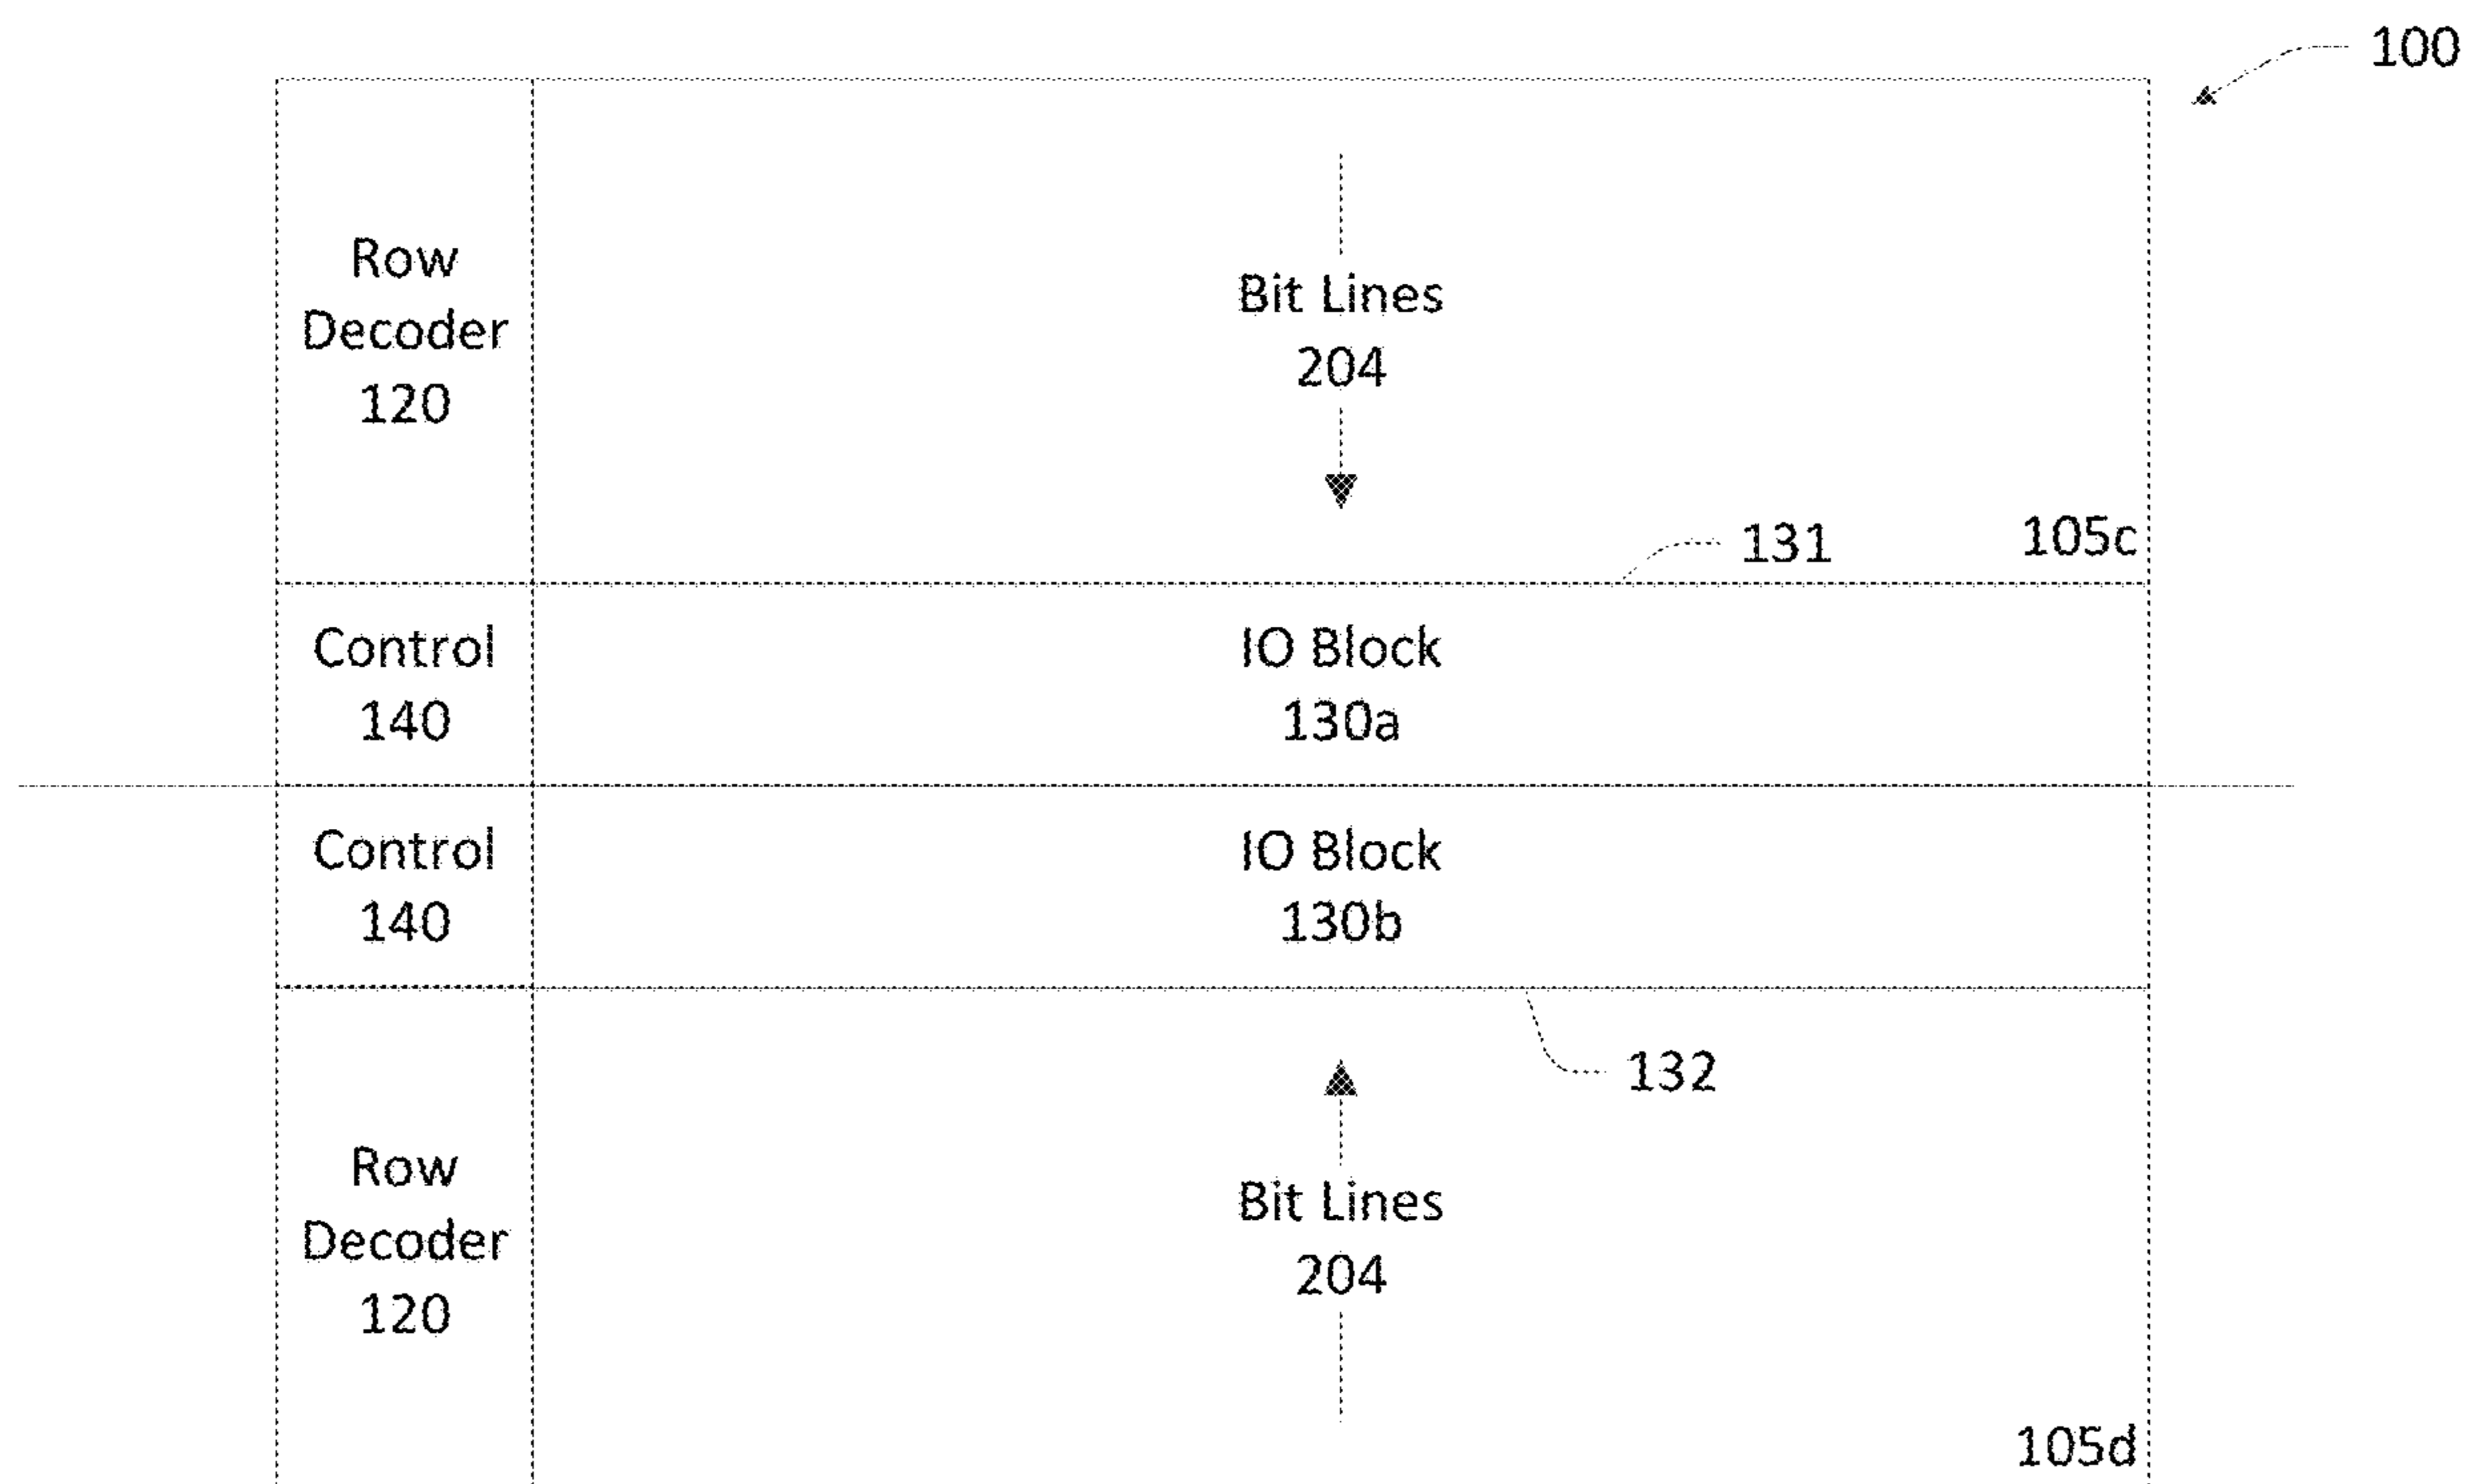 100
Row
Decoder
120
Bit Lines
204
131
105c
Control
140
IO Block
130a
Control
140
IO Block
130b
132
Row
Decoder
120
Bit Lines
204
105d